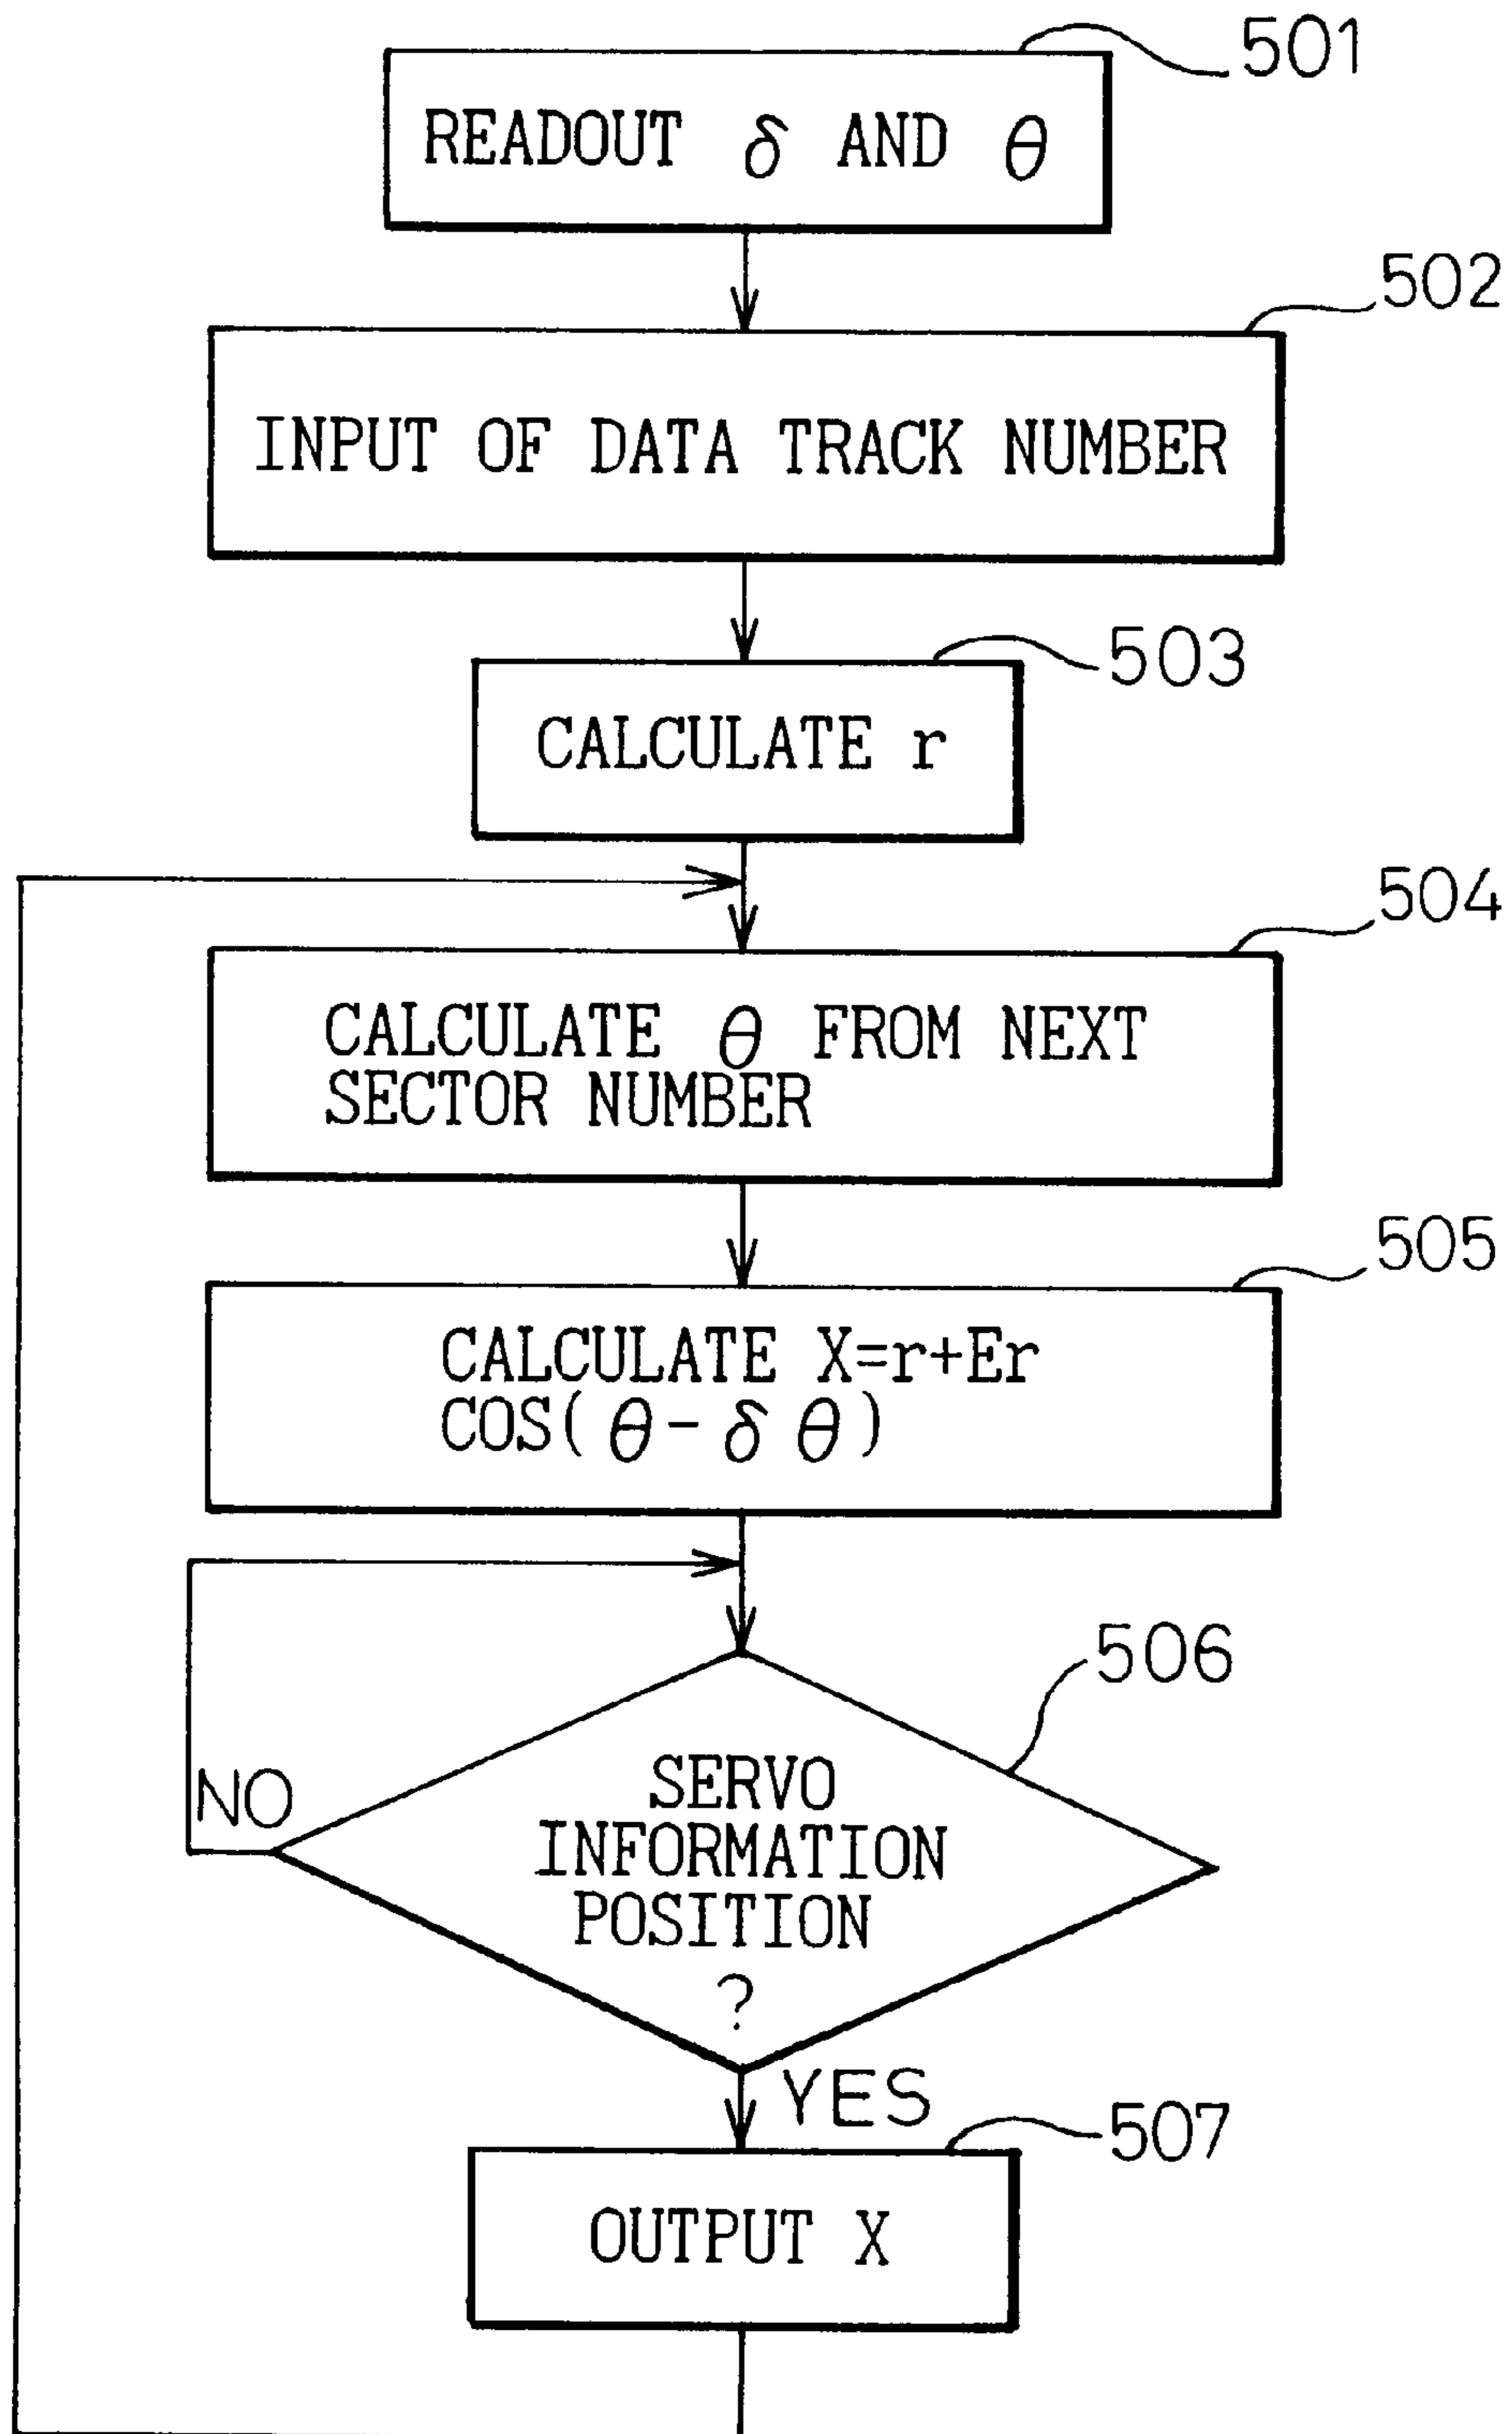 501
READOUT δ AND θ
502
INPUT OF DATA TRACK NUMBER
503
CALCULATE r
504
CALCULATE θ FROM NEXT
SECTOR NUMBER
505
CALCULATE X=r+Er
COS(θ-δθ)
506
SERVO
INFORMATION
POSITION
?
NO
YES
507
OUTPUT X